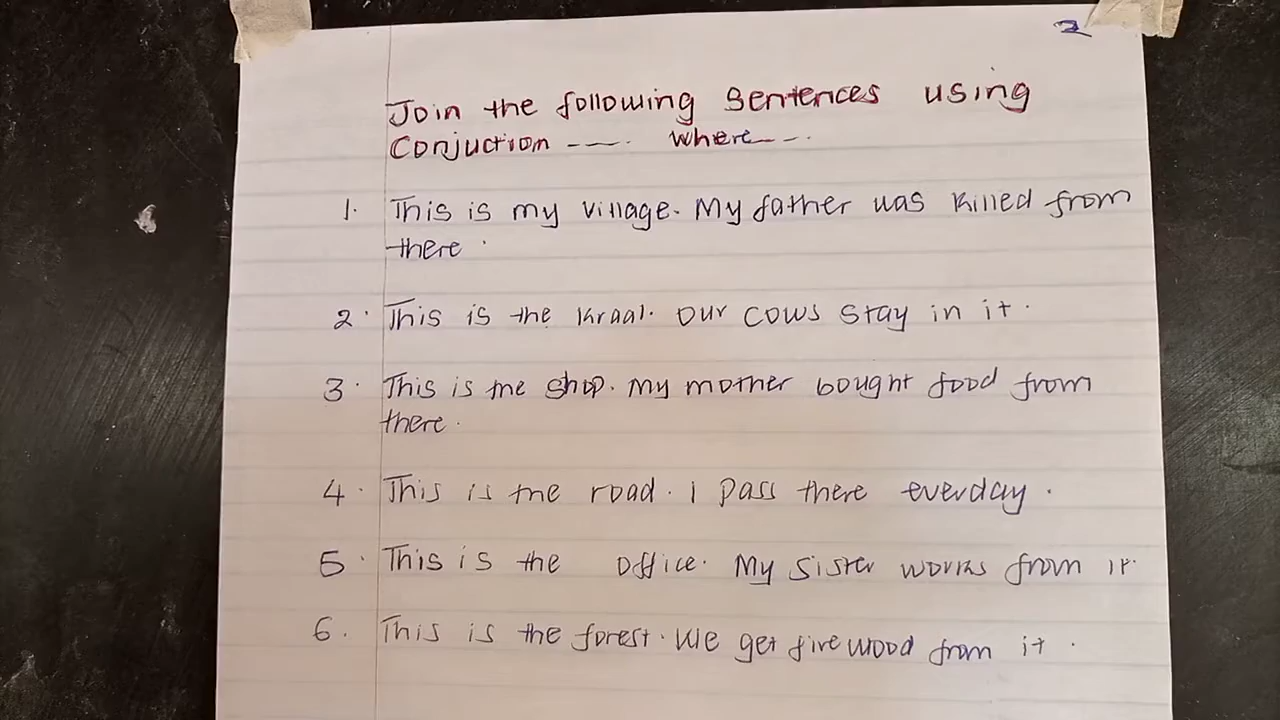 2
Join the following Sentences using
Conjuction ---. where--.
1. This is my village. My father was killed from
there.
2. This is the kraal. Our cows stay in it.
3. This is the shop. My mother bought food from
there.
4. This is the road. I pass there everday.
5. This is the office. My sister works from it.
6. This is the forest. We get fire wood from it.